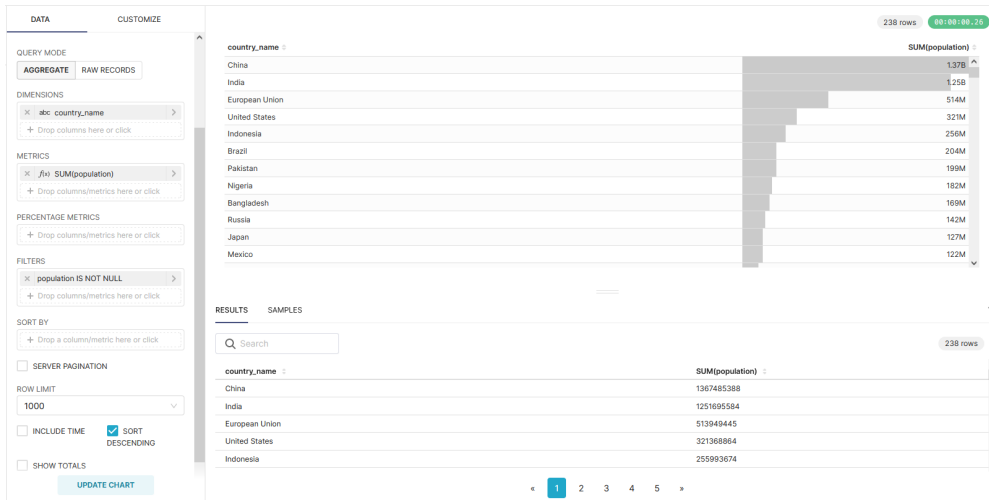 DATA
CUSTOMIZE
QUERY MODE
AGGREGATE
RAW RECORDS
DIMENSIONS
× abc country_name >
+ Drop columns here or click
METRICS
× f(x) SUM(population) >
+ Drop columns/metrics here or click
PERCENTAGE METRICS
+ Drop columns/metrics here or click
FILTERS
× population IS NOT NULL >
+ Drop columns/metrics here or click
SORT BY
+ Drop a column/metric here or click
SERVER PAGINATION
ROW LIMIT
1000
INCLUDE TIME
SORT DESCENDING
SHOW TOTALS
UPDATE CHART
238 rows 00:00:00.26
country_name SUM(population)
China 1.37B
India 1.25B
European Union 514M
United States 321M
Indonesia 256M
Brazil 204M
Pakistan 199M
Nigeria 182M
Bangladesh 169M
Russia 142M
Japan 127M
Mexico 122M
RESULTS SAMPLES
Search
238 rows
country_name SUM(population)
China 1367485388
India 1251695584
European Union 513949445
United States 321368864
Indonesia 255993674
« 1 2 3 4 5 »